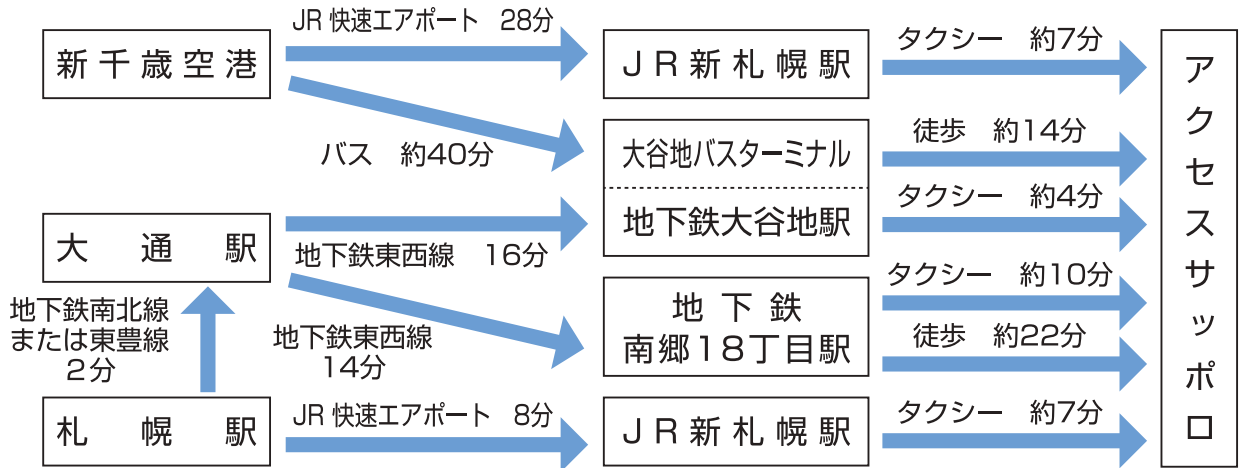 JR 快速エアポート 28分
新千歳空港
JR新札幌駅
タクシー 約7分
バス 約40分
大谷地バスターミナル
徒歩 約14分
地下鉄大谷地駅
タクシー 約4分
大通駅
地下鉄東西線 16分
地下鉄東西線
14分
地下鉄
南郷18丁目駅
タクシー 約10分
徒歩 約22分
地下鉄南北線
または東豊線
2分
札幌駅
JR 快速エアポート 8分
JR新札幌駅
タクシー 約7分
アクセスサッポロ